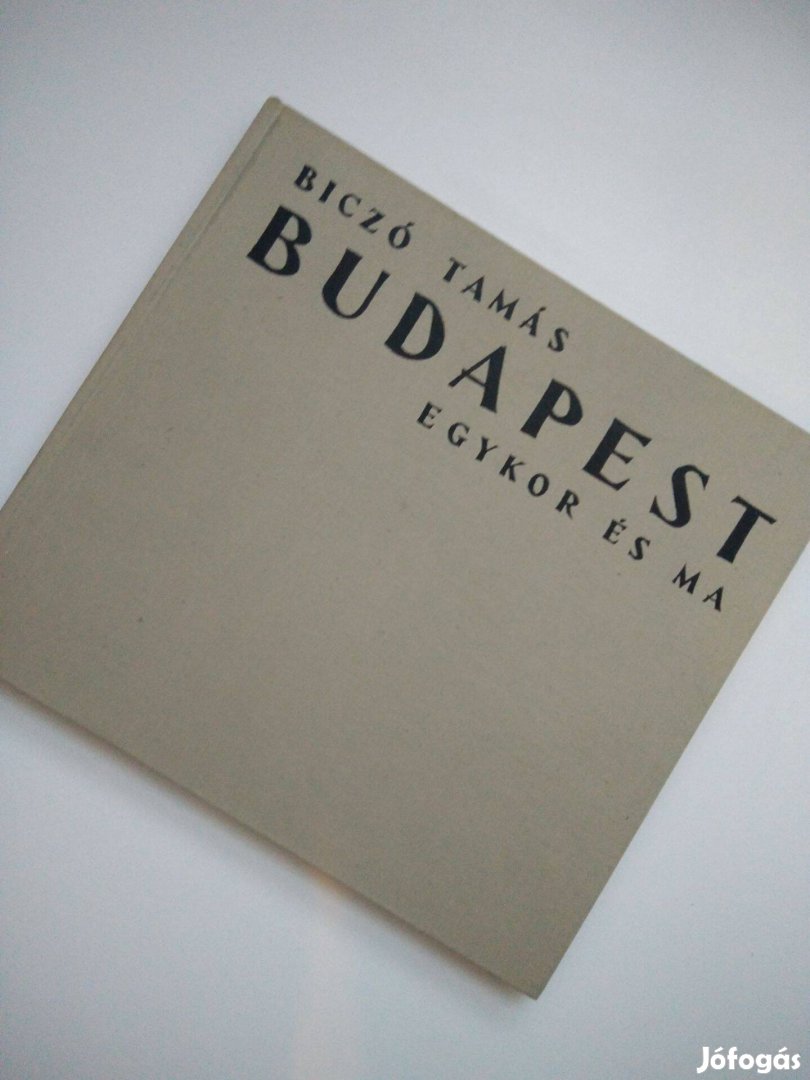 BICZÓ TAMÁS
BUDAPEST
EGYKOR ÉS MA
Jófogás